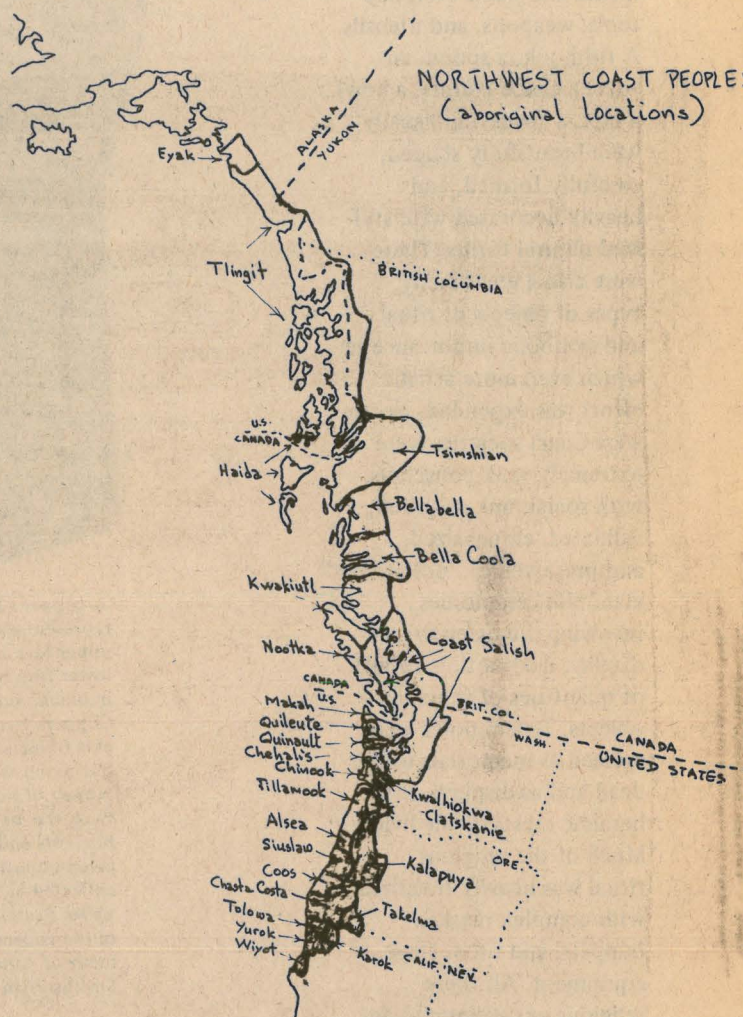 NORTHWEST COAST PEOPLE
(aboriginal locations)
ALASKA
YUKON
Eyak
Tlingit
BRITISH COLUMBIA
U.S.
CANADA
Tsimshian
Haida
Bellabella
Bella Coola
Kwakiutl
Nootka
Coast Salish
CANADA
U.S.
Makah
BRIT. COL.
Quileute
WASH.
CANADA
Quinault
UNITED STATES
Chehalis
Chinook
Tillamook
Kwalhiokwa
Clatskanie
Alsea
Siuslaw
ORE.
Coos
Kalapuya
Chasta Costa
Tolowa
Takelma
Yurok
Wiyot
Karok
CALIF.
NEV.